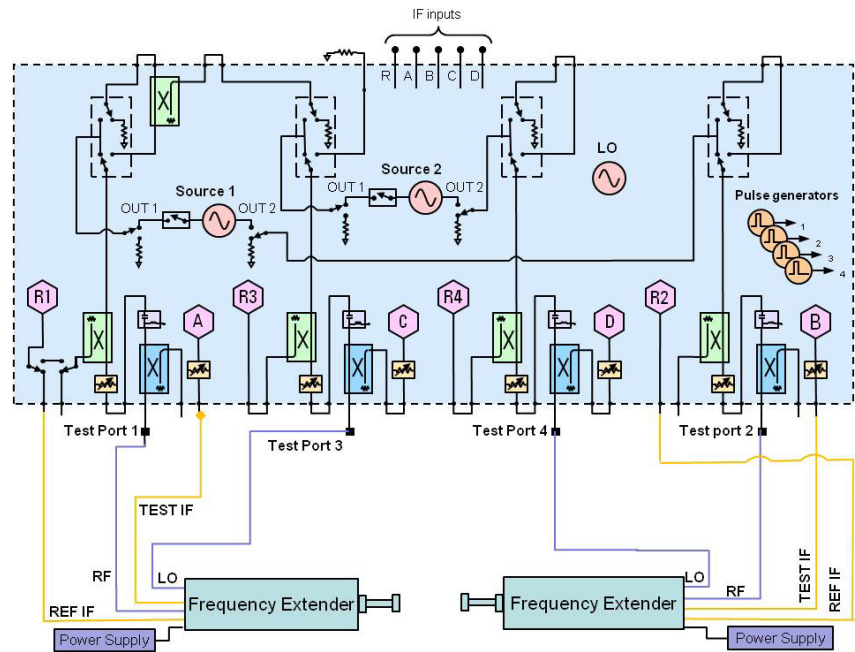 IF inputs
R A B C D
LO
Source 1
Source 2
OUT 1
OUT 2
OUT 1
OUT 2
Pulse generators
1
2
3
4
R1
A
R3
C
R4
D
R2
B
Test Port 1
Test Port 3
Test Port 4
Test port 2
TEST IF
RF
LO
REF IF
LO
RF
TEST IF
REF IF
Frequency Extender
Frequency Extender
Power Supply
Power Supply